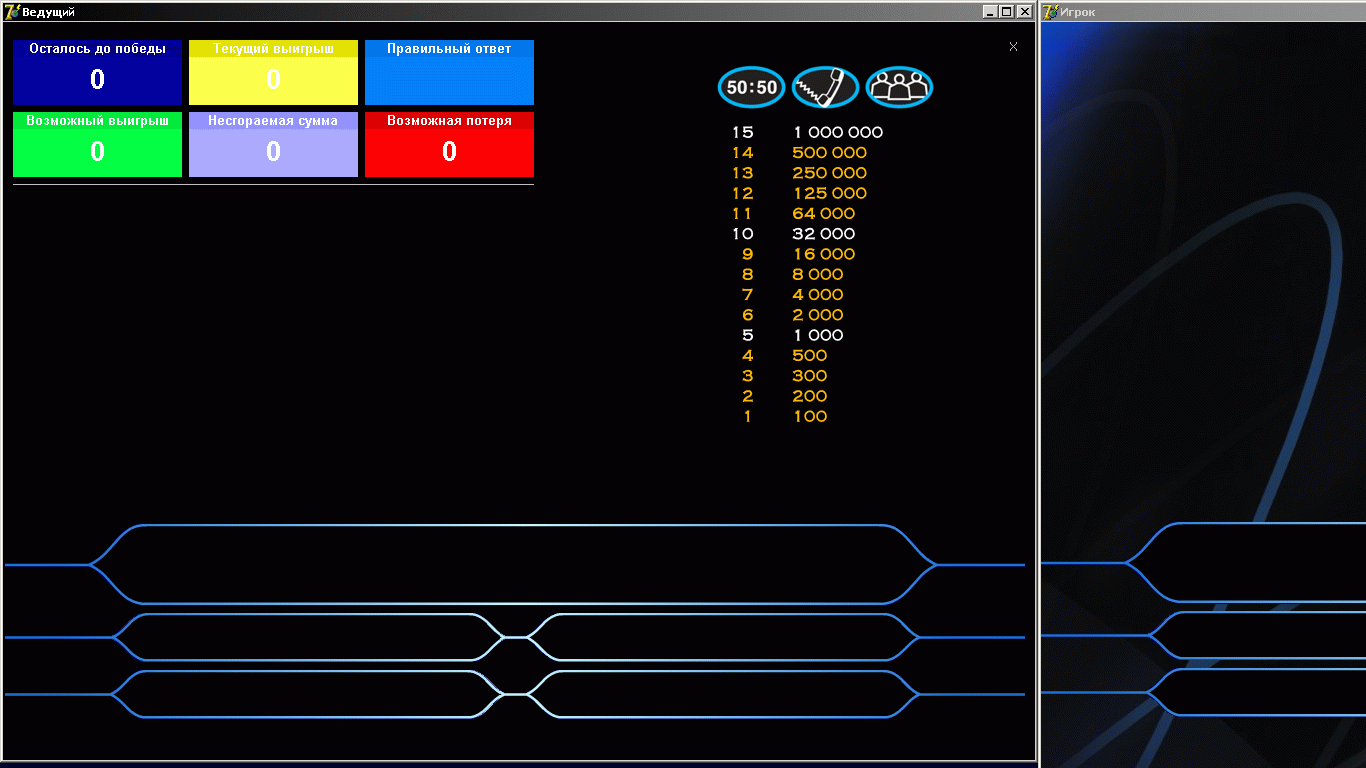 Ведущий
Игрок
Осталось до победы
0
Текущий выигрыш
0
Правильный ответ
Возможный выигрыш
0
Несгораемая сумма
0
Возможная потеря
0
X
50:50
15 1 000 000
14 500 000
13 250 000
12 125 000
11 64 000
10 32 000
9 16 000
8 8 000
7 4 000
6 2 000
5 1 000
4 500
3 300
2 200
1 100